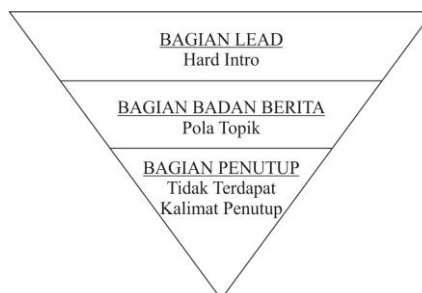 BAGIAN LEAD
Hard Intro
BAGIAN BADAN BERITA
Pola Topik
BAGIAN PENUTUP
Tidak Terdapat
Kalimat Penutup